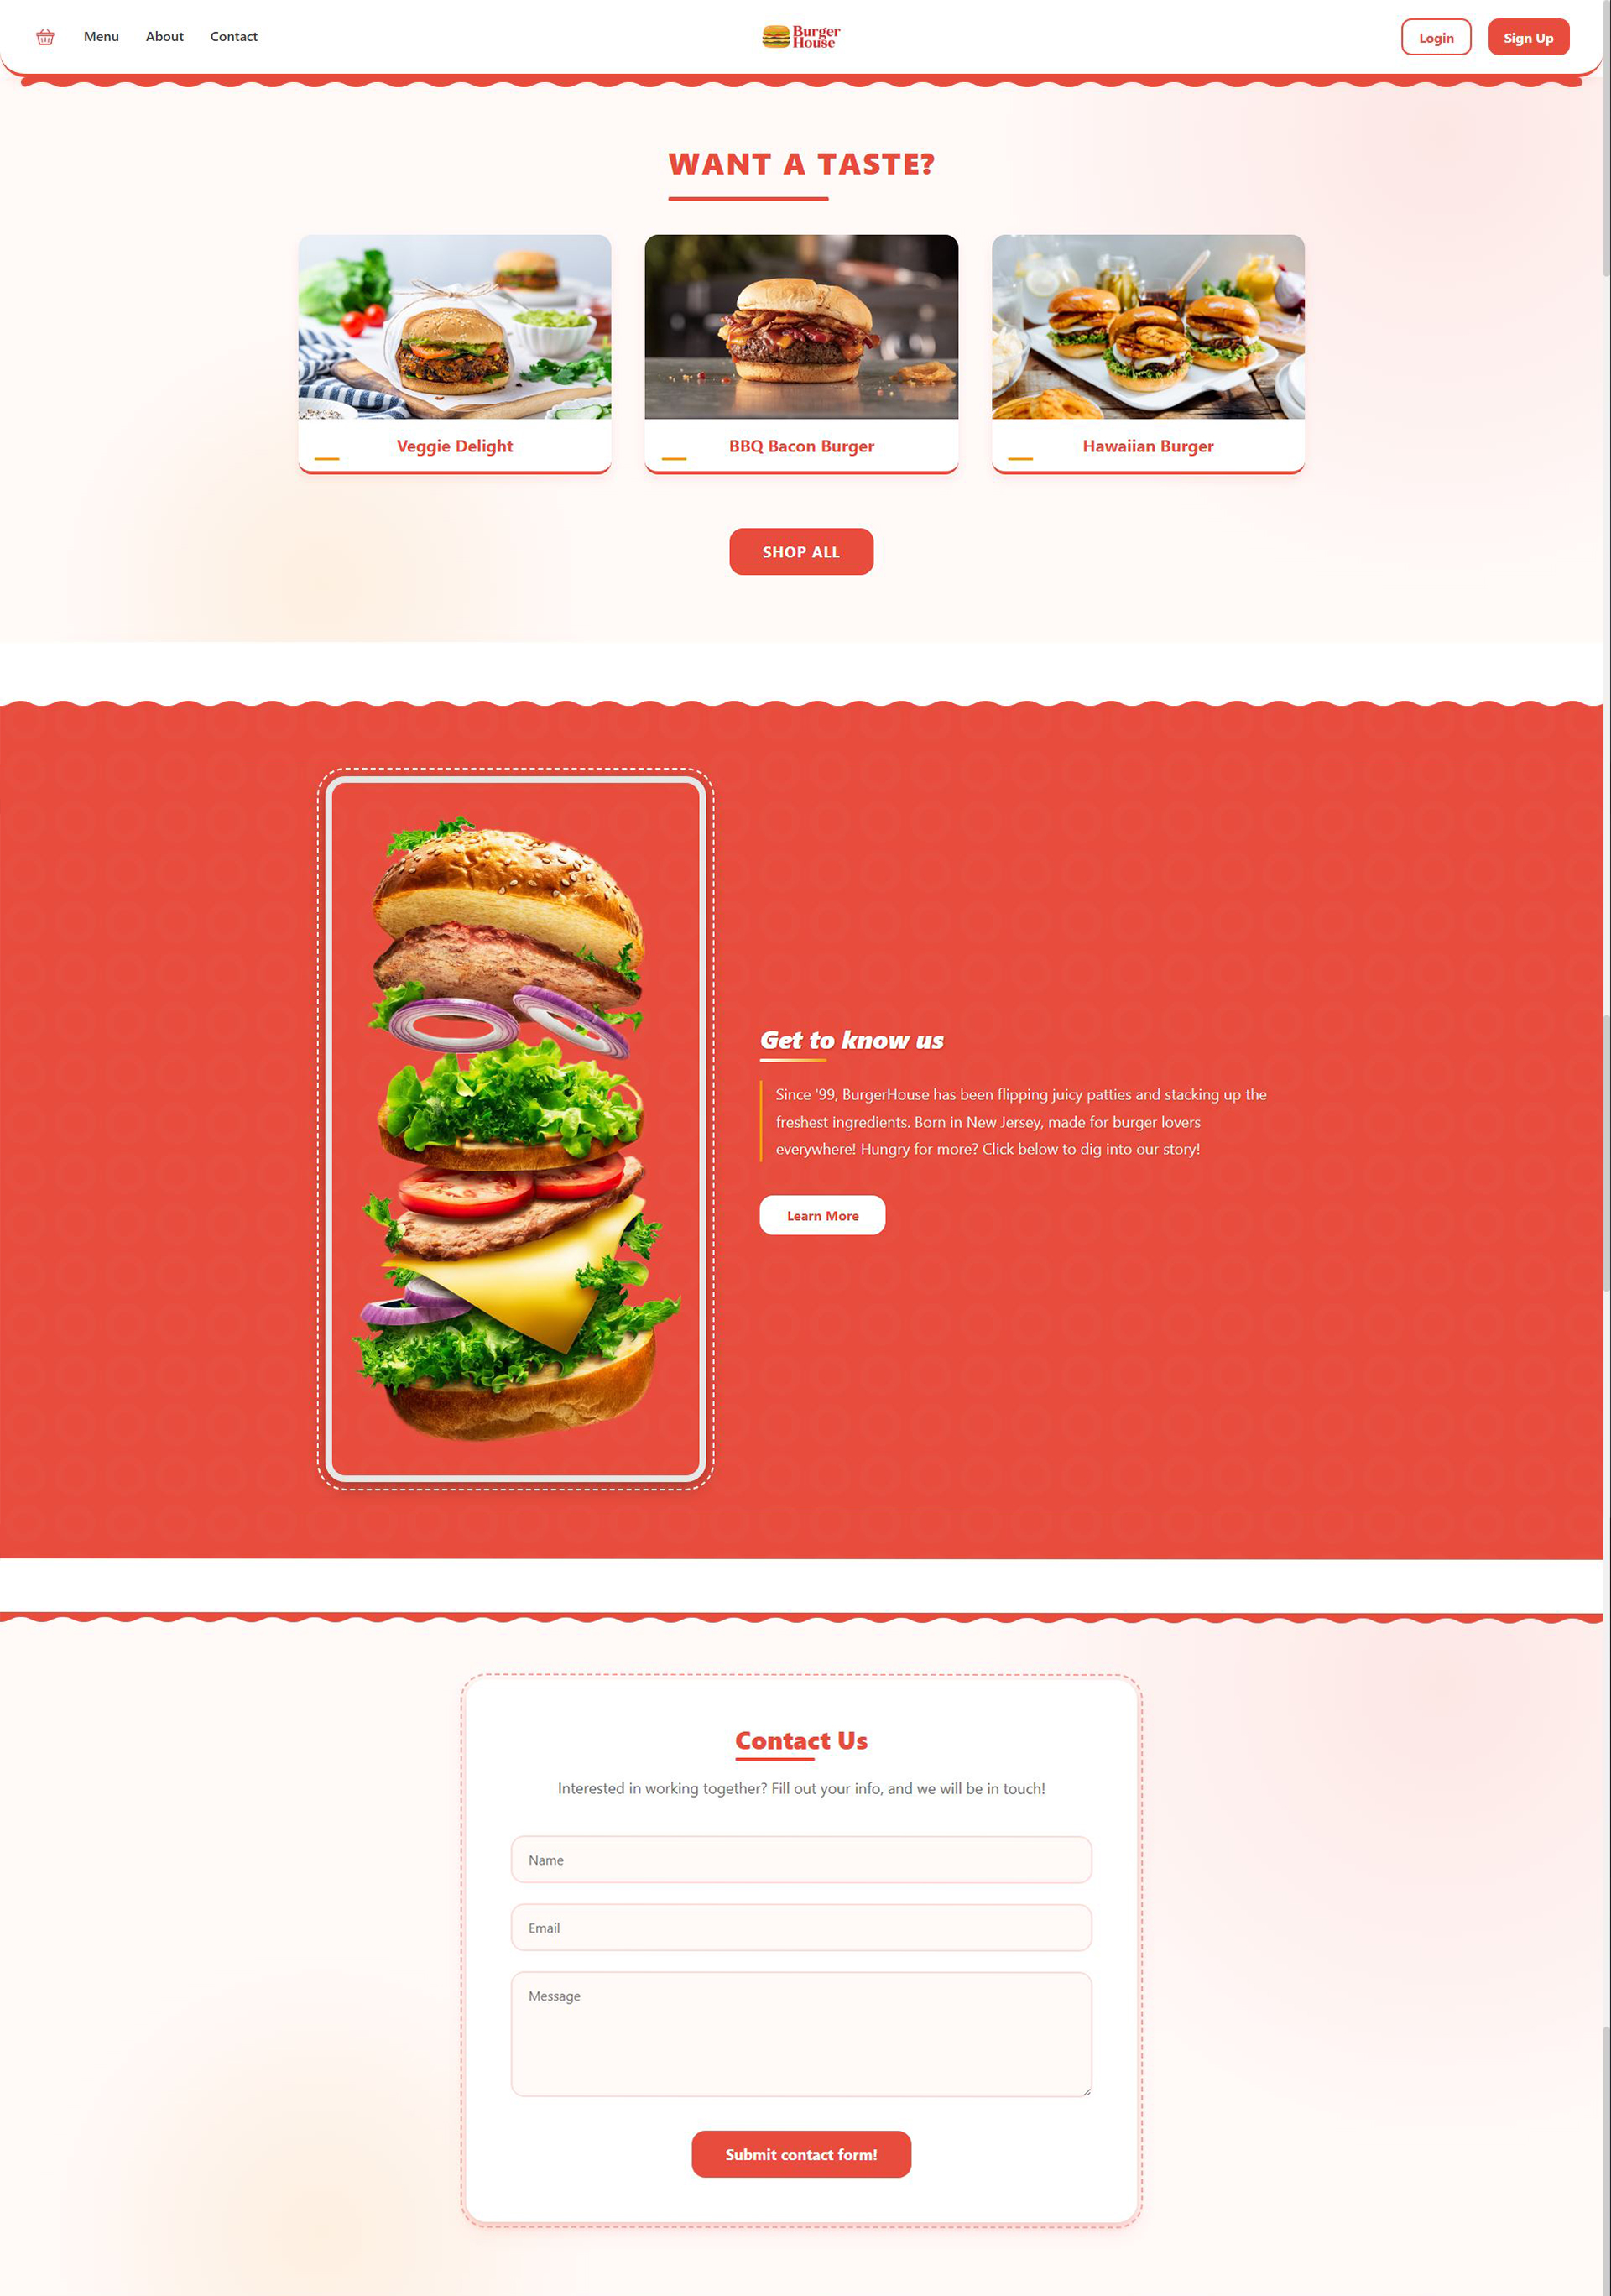 Menu About Contact
Burger
House
Login Sign Up
WANT A TASTE?
Veggie Delight
BBQ Bacon Burger
Hawaiian Burger
SHOP ALL
Get to know us
Since '99, BurgerHouse has been flipping juicy patties and stacking up the
freshest ingredients. Born in New Jersey, made for burger lovers
everywhere! Hungry for more? Click below to dig into our story!
Learn More
Contact Us
Interested in working together? Fill out your info, and we will be in touch!
Name
Email
Message
Submit contact form!